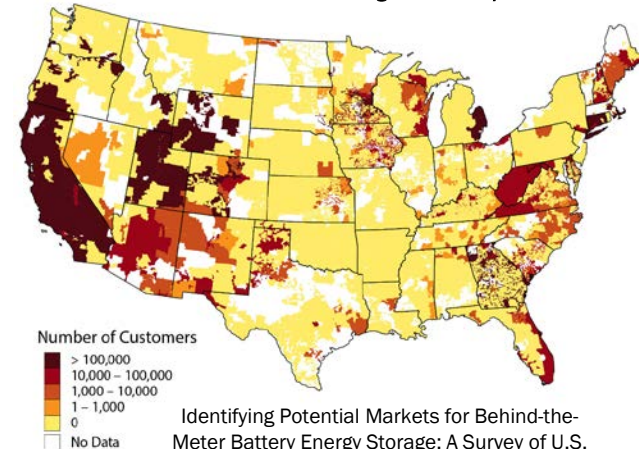 Number of Customers
> 100,000
10,000 – 100,000
1,000 – 10,000
1 – 1,000
0
No Data
Identifying Potential Markets for Behind-the-
Meter Battery Energy Storage: A Survey of U.S.